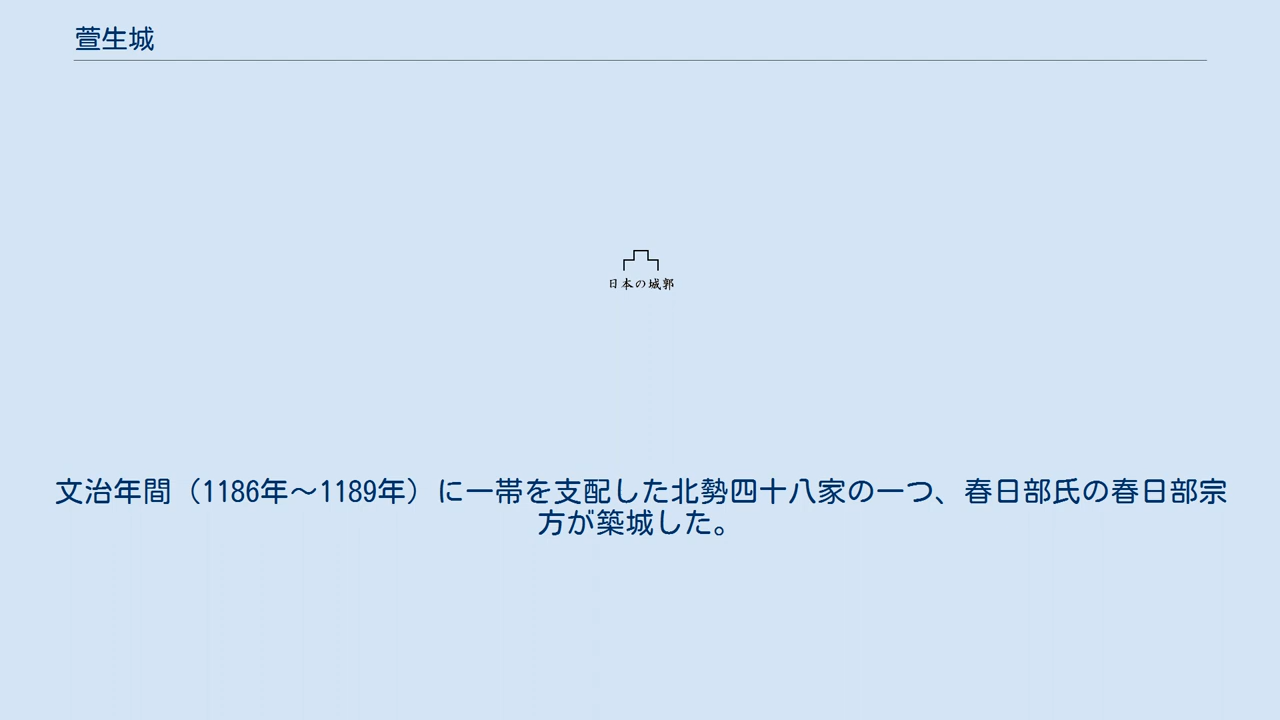 萱生城
日本の城郭
文治年間（1186年～1189年）に一帯を支配した北勢四十八家の一つ、春日部氏の春日部宗
方が築城した。